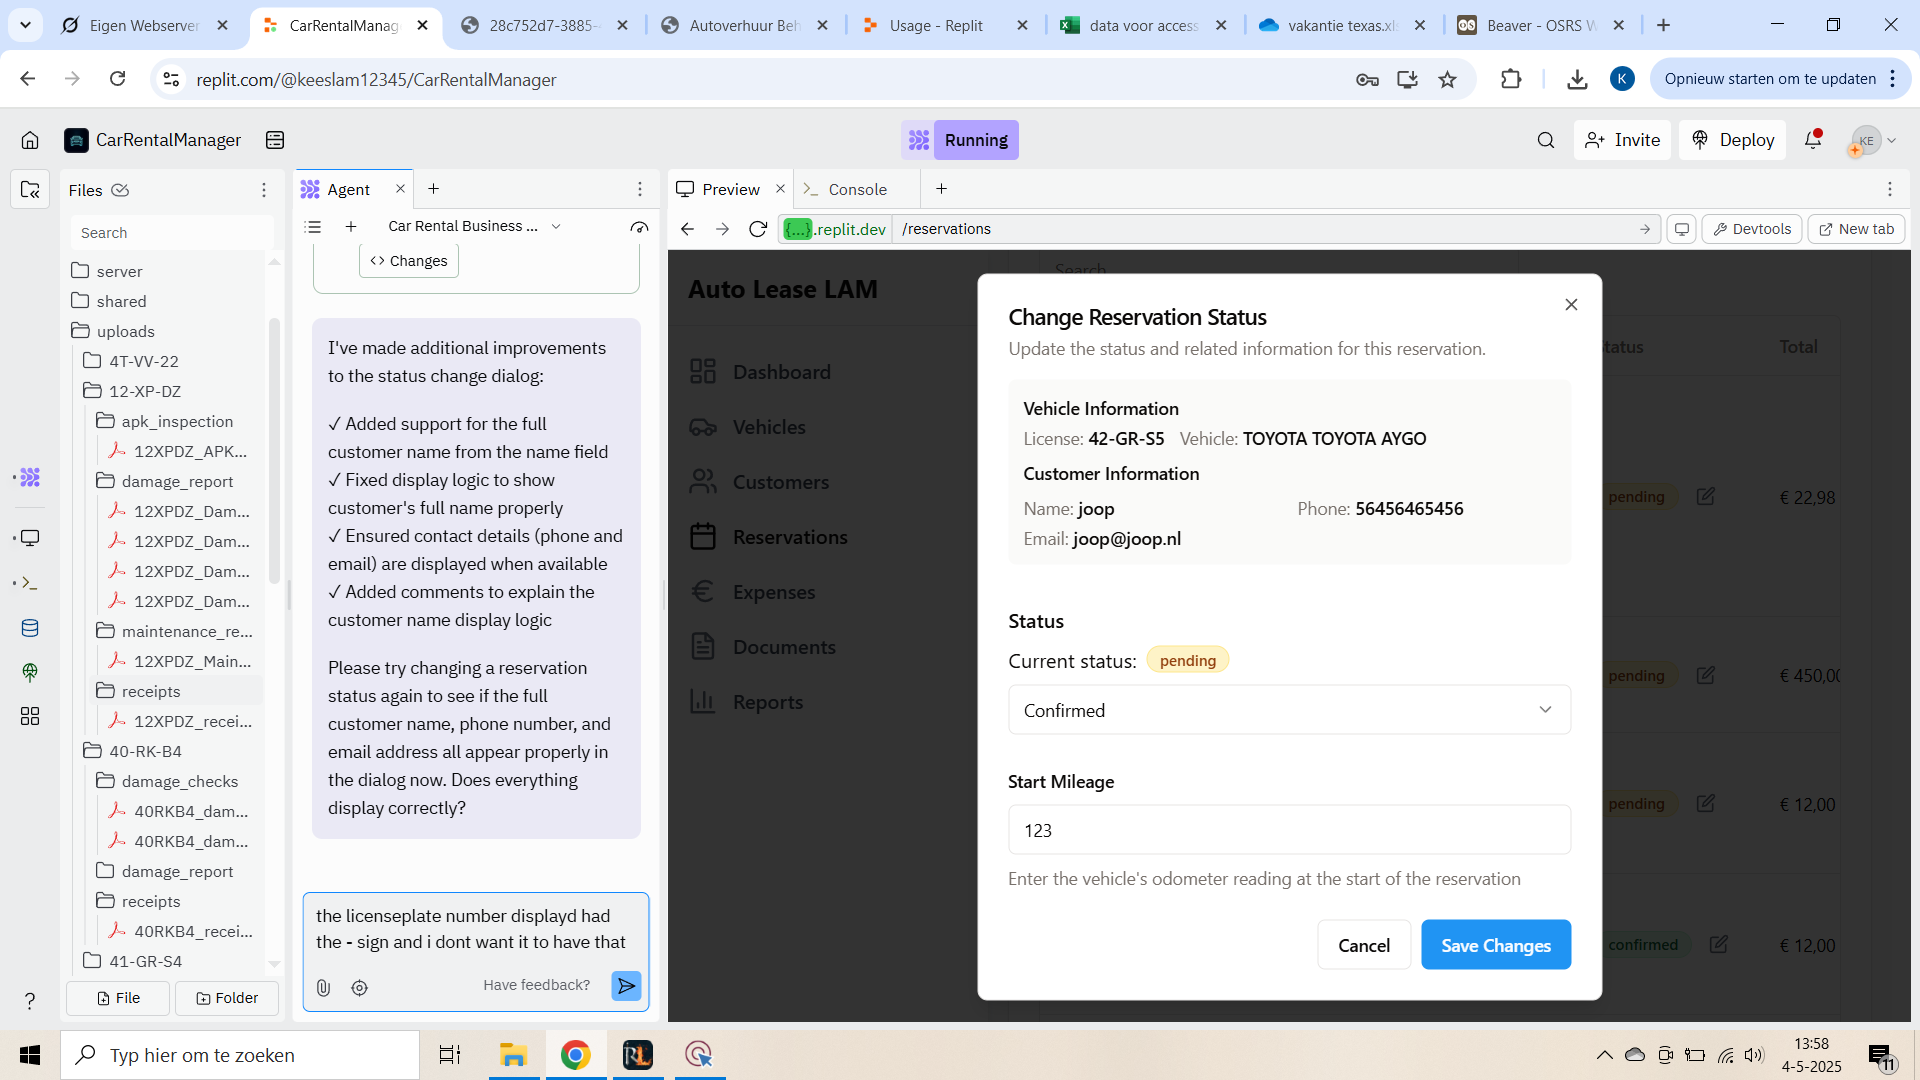 Eigen Webserver
CarRentalManag
28c752d7-3885-
Autoverhuur Beh
Usage - Replit
data voor access
vakantie texas.xl
Beaver - OSRS W
replit.com/@keeslam12345/CarRentalManager
K
Opnieuw starten om te updaten
CarRentalManager
Running
Invite
Deploy
KE
Files
Search
server
shared
uploads
4T-VV-22
12-XP-DZ
apk_inspection
12XPDZ_APK...
damage_report
12XPDZ_Dam...
12XPDZ_Dam...
12XPDZ_Dam...
12XPDZ_Dam...
maintenance_re...
12XPDZ_Main...
receipts
12XPDZ_recei...
40-RK-B4
damage_checks
40RKB4_dam...
40RKB4_dam...
damage_report
receipts
40RKB4_recei...
41-GR-S4
File
Folder
Agent
Car Rental Business ...
Changes
I've made additional improvements
to the status change dialog:
✓ Added support for the full
customer name from the name field
✓ Fixed display logic to show
customer's full name properly
✓ Ensured contact details (phone and
email) are displayed when available
✓ Added comments to explain the
customer name display logic
Please try changing a reservation
status again to see if the full
customer name, phone number, and
email address all appear properly in
the dialog now. Does everything
display correctly?
the licenseplate number displayd had
the - sign and i dont want it to have that
Have feedback?
Preview
Console
{...}.replit.dev
/reservations
Devtools
New tab
Auto Lease LAM
Dashboard
Vehicles
Customers
Reservations
Expenses
Documents
Reports
Search
Status
Total
pending
€ 22,98
pending
€ 450,00
pending
€ 12,00
confirmed
€ 12,00
Change Reservation Status
Update the status and related information for this reservation.
Vehicle Information
License: 42-GR-S5 Vehicle: TOYOTA TOYOTA AYGO
Customer Information
Name: joop
Phone: 56456465456
Email: joop@joop.nl
Status
Current status: pending
Confirmed
Start Mileage
123
Enter the vehicle's odometer reading at the start of the reservation
Cancel
Save Changes
Typ hier om te zoeken
13:58
4-5-2025
11